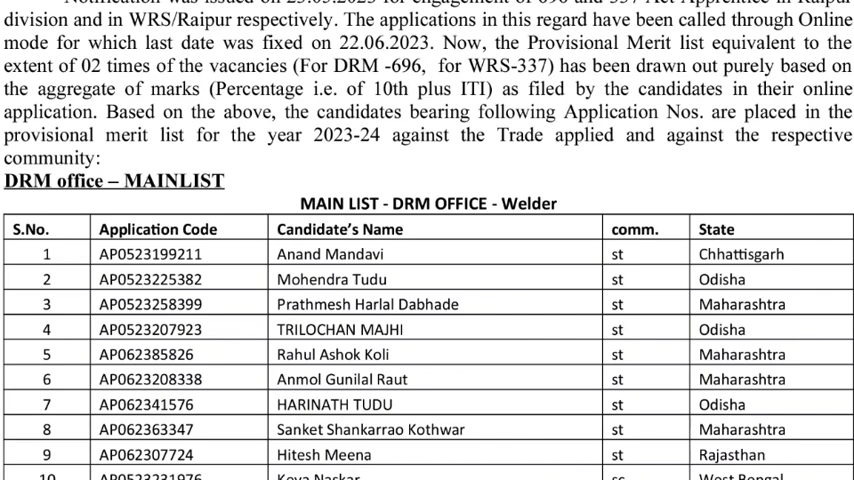 Notification was issued on 23.05.2023 for engagement of 696 and 337 Act Apprentice in Raipur
division and in WRS/Raipur respectively. The applications in this regard have been called through Online
mode for which last date was fixed on 22.06.2023. Now, the Provisional Merit list equivalent to the
extent of 02 times of the vacancies (For DRM -696, for WRS-337) has been drawn out purely based on
the aggregate of marks (Percentage i.e. of 10th plus ITI) as filed by the candidates in their online
application. Based on the above, the candidates bearing following Application Nos. are placed in the
provisional merit list for the year 2023-24 against the Trade applied and against the respective
community:
DRM office – MAINLIST
MAIN LIST - DRM OFFICE - Welder
S.No. Application Code Candidate's Name comm. State
1 AP0523199211 Anand Mandavi st Chhattisgarh
2 AP0523225382 Mohendra Tudu st Odisha
3 AP0523258399 Prathmesh Harlal Dabhade st Maharashtra
4 AP0523207923 TRILOCHAN MAJHI st Odisha
5 AP062385826 Rahul Ashok Koli st Maharashtra
6 AP0623208338 Anmol Gunilal Raut st Maharashtra
7 AP062341576 HARINATH TUDU st Odisha
8 AP062363347 Sanket Shankarrao Kothwar st Maharashtra
9 AP062307724 Hitesh Meena st Rajasthan
10 AP0523231976 Keya Naskar sc West Bengal